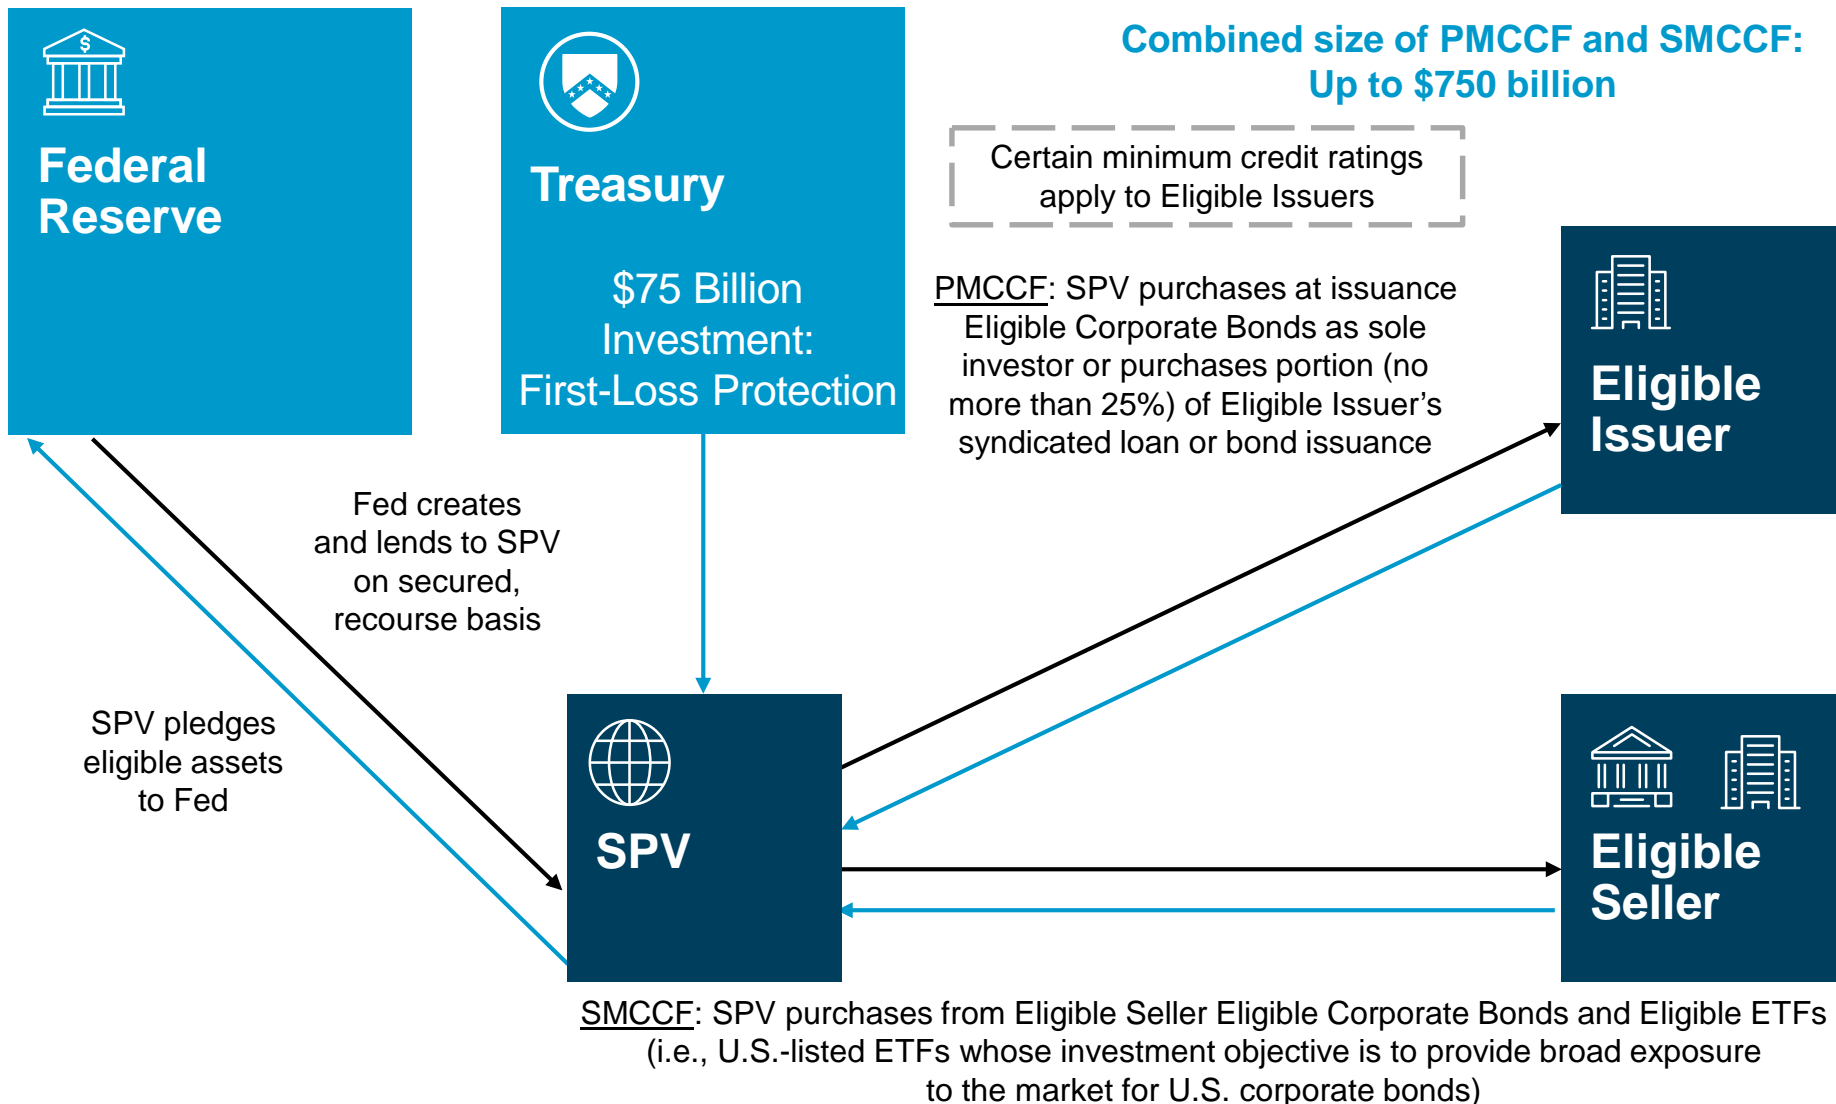 Federal
Reserve
$
Treasury
$75 Billion
Investment:
First-Loss Protection
Combined size of PMCCF and SMCCF:
Up to $750 billion
Certain minimum credit ratings
apply to Eligible Issuers
PMCCF: SPV purchases at issuance
Eligible Corporate Bonds as sole
investor or purchases portion (no
more than 25%) of Eligible Issuer’s
syndicated loan or bond issuance
Eligible
Issuer
Fed creates
and lends to SPV
on secured,
recourse basis
SPV pledges
eligible assets
to Fed
SPV
Eligible
Seller
SMCCF: SPV purchases from Eligible Seller Eligible Corporate Bonds and Eligible ETFs
(i.e., U.S.-listed ETFs whose investment objective is to provide broad exposure
to the market for U.S. corporate bonds)